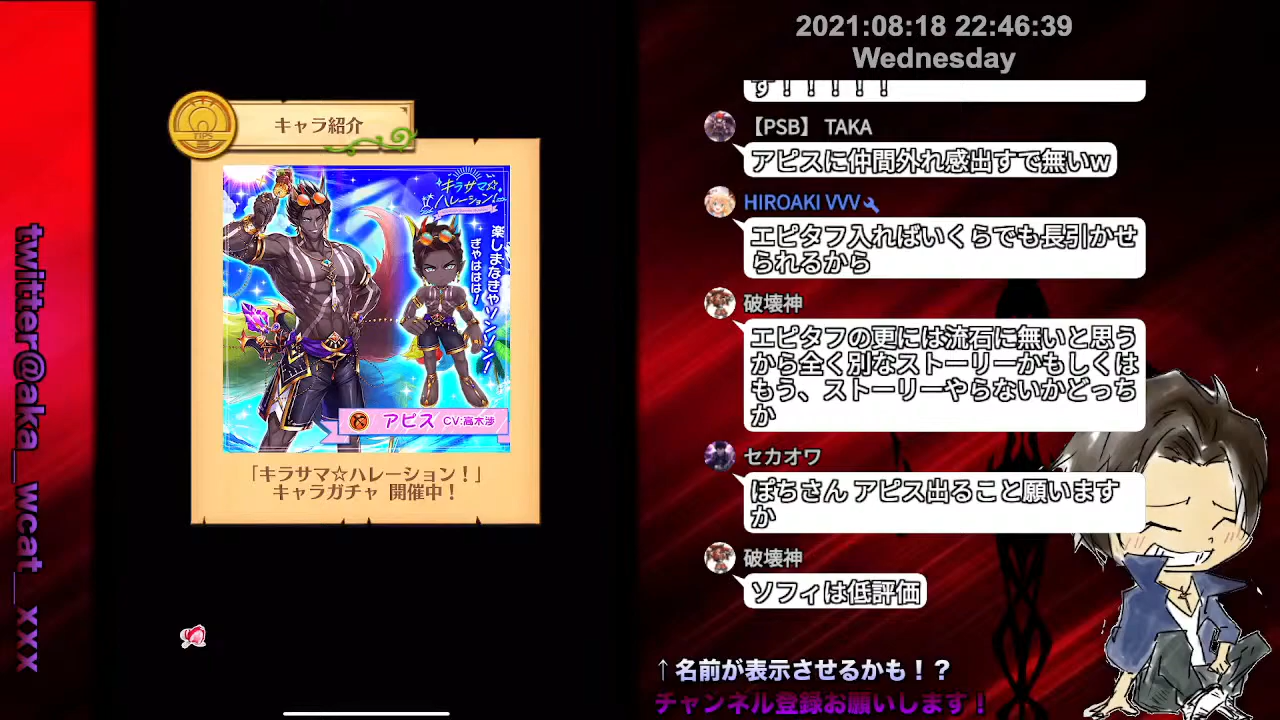 2021:08:18 22:46:39
Wednesday
す！！！！！
【PSB】 TAKA
アピスに仲間外れ感出すで無いw
HIROAKI VVV
エピタフ入ればいくらでも長引かせ
られるから
破壊神
エピタフの更には流石に無いと思う
から全く別なストーリーかもしくは
もう、ストーリーやらないかどっち
か
セカオワ
ぽちさん アピス出ること願います
か
破壊神
ソフィは低評価
↑名前が表示させるかも！？
チャンネル登録お願いします！
twitter@aka__wcat__xxx
TIPS
キャラ紹介
キラサマ☆
ハレーション！
楽しまなきゃソンソン！
ぎゃははは！
アピス CV:高木渉
「キラサマ☆ハレーション！」
キャラガチャ 開催中！